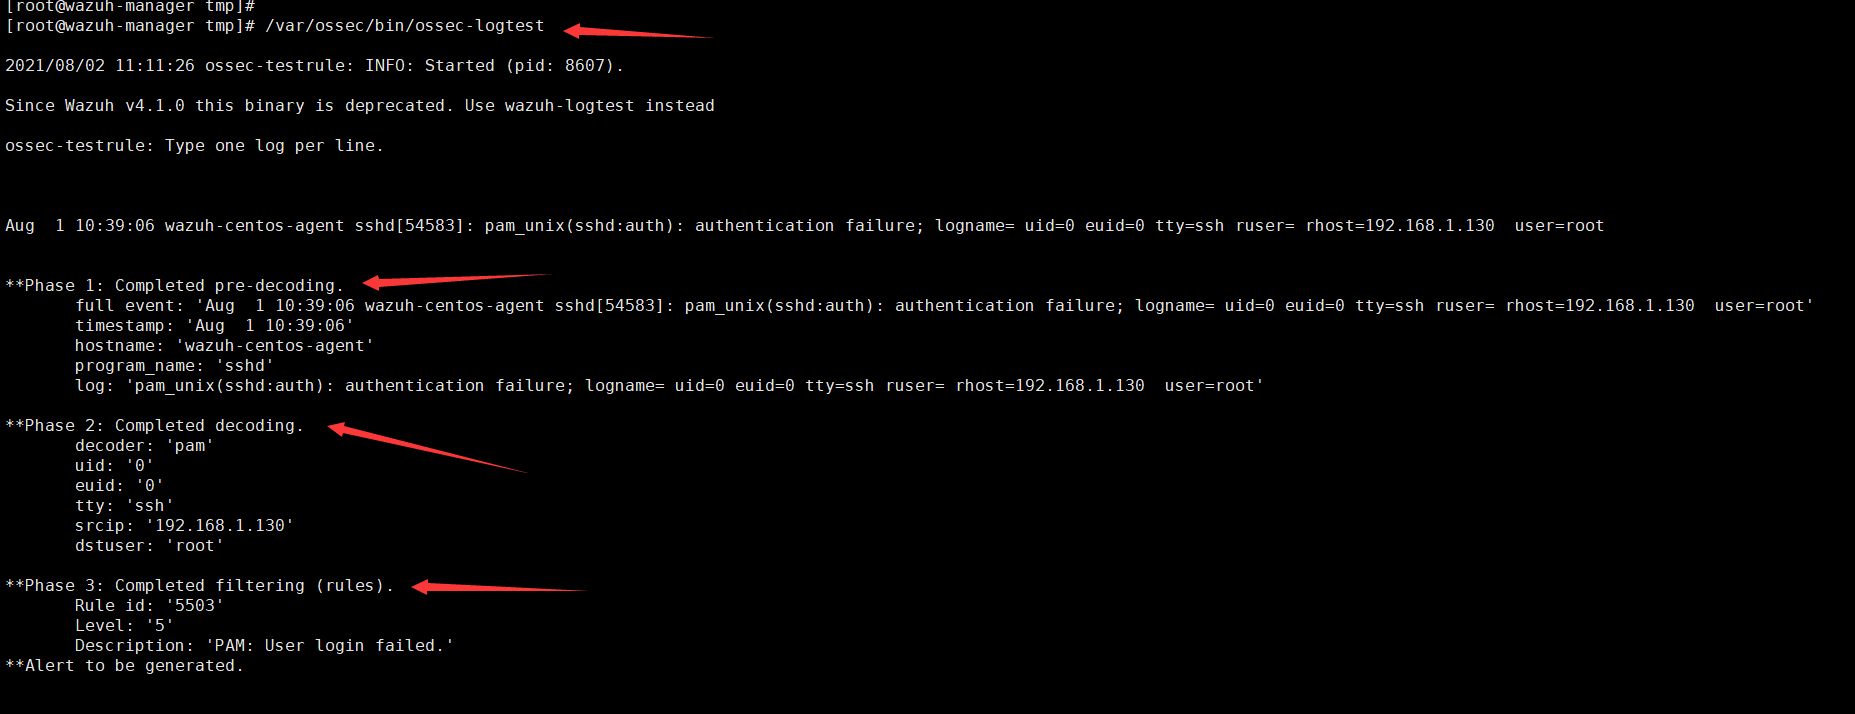 [root@wazuh-manager tmp]#
[root@wazuh-manager tmp]# /var/ossec/bin/ossec-logtest
2021/08/02 11:11:26 ossec-testrule: INFO: Started (pid: 8607).
Since Wazuh v4.1.0 this binary is deprecated. Use wazuh-logtest instead
ossec-testrule: Type one log per line.
Aug  1 10:39:06 wazuh-centos-agent sshd[54583]: pam_unix(sshd:auth): authentication failure; logname= uid=0 euid=0 tty=ssh ruser= rhost=192.168.1.130  user=root
**Phase 1: Completed pre-decoding.
       full event: 'Aug  1 10:39:06 wazuh-centos-agent sshd[54583]: pam_unix(sshd:auth): authentication failure; logname= uid=0 euid=0 tty=ssh ruser= rhost=192.168.1.130  user=root'
       timestamp: 'Aug  1 10:39:06'
       hostname: 'wazuh-centos-agent'
       program_name: 'sshd'
       log: 'pam_unix(sshd:auth): authentication failure; logname= uid=0 euid=0 tty=ssh ruser= rhost=192.168.1.130  user=root'
**Phase 2: Completed decoding.
       decoder: 'pam'
       uid: '0'
       euid: '0'
       tty: 'ssh'
       srcip: '192.168.1.130'
       dstuser: 'root'
**Phase 3: Completed filtering (rules).
       Rule id: '5503'
       Level: '5'
       Description: 'PAM: User login failed.'
**Alert to be generated.